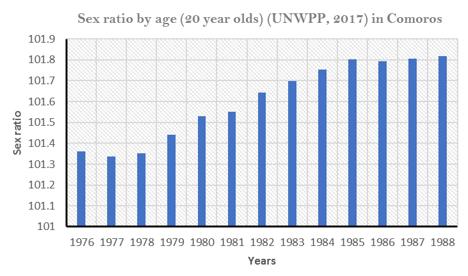 Sex ratio by age (20 year olds) (UNWPP, 2017) in Comoros
101.9
101.8
101.7
101.6
101.5
101.4
101.3
101.2
101.1
101
Sex ratio
1976 1977 1978 1979 1980 1981 1982 1983 1984 1985 1986 1987 1988
Years